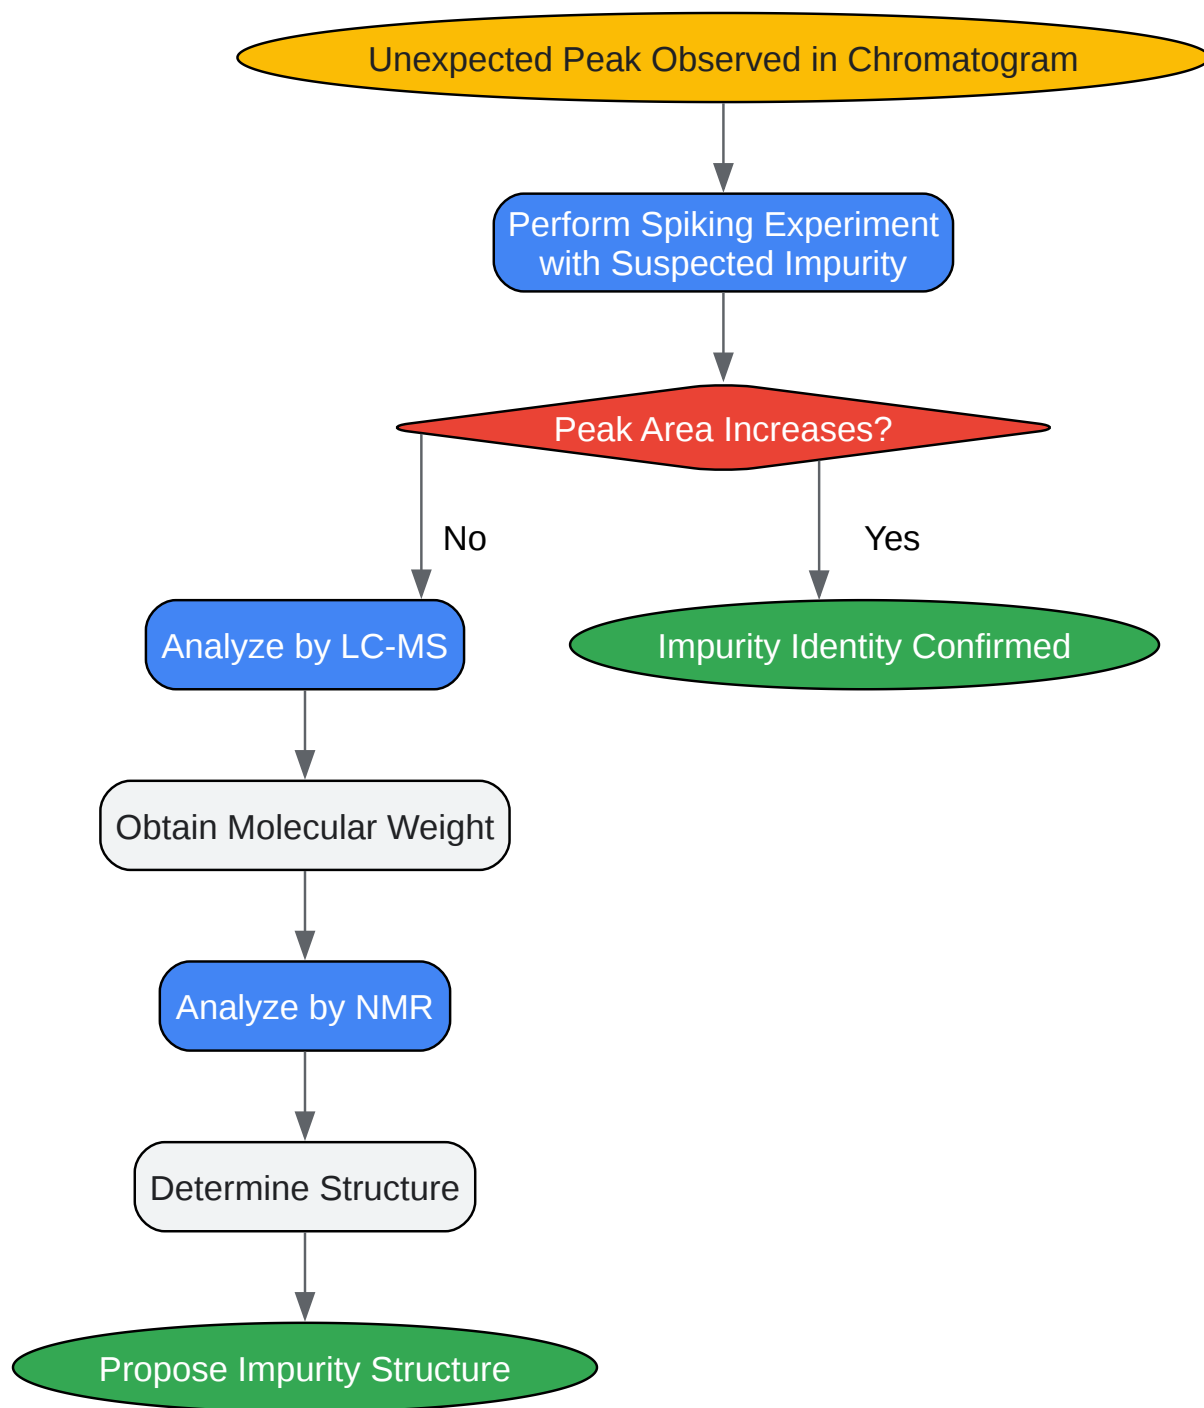 Unexpected Peak Observed in Chromatogram
Perform Spiking Experiment
with Suspected Impurity
Peak Area Increases?
No
Yes
Analyze by LC-MS
Impurity Identity Confirmed
Obtain Molecular Weight
Analyze by NMR
Determine Structure
Propose Impurity Structure